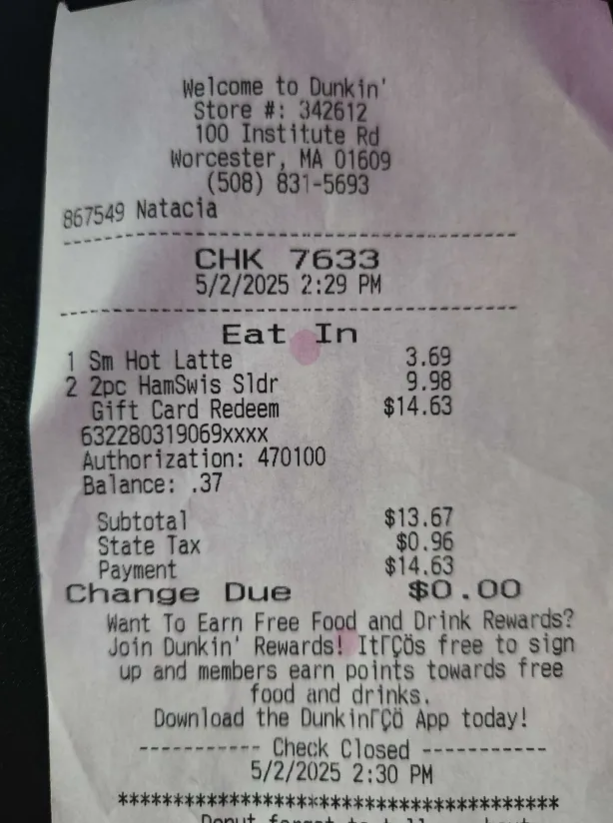 Welcome to Dunkin'
Store #: 342612
100 Institute Rd
Worcester, MA 01609
(508) 831-5693
867549 Natacia
CHK 7633
5/2/2025 2:29 PM
Eat In
1 Sm Hot Latte 3.69
2 2pc HamSwis Sldr 9.98
Gift Card Redeem $14.63
632280319069xxxx
Authorization: 470100
Balance: .37
Subtotal $13.67
State Tax $0.96
Payment $14.63
Change Due $0.00
Want To Earn Free Food and Drink Rewards?
Join Dunkin' Rewards! ItΓÇÖs free to sign
up and members earn points towards free
food and drinks.
Download the DunkinΓÇÖ App today!
----------- Check Closed -----------
5/2/2025 2:30 PM
****************************************
Donut forget to tell